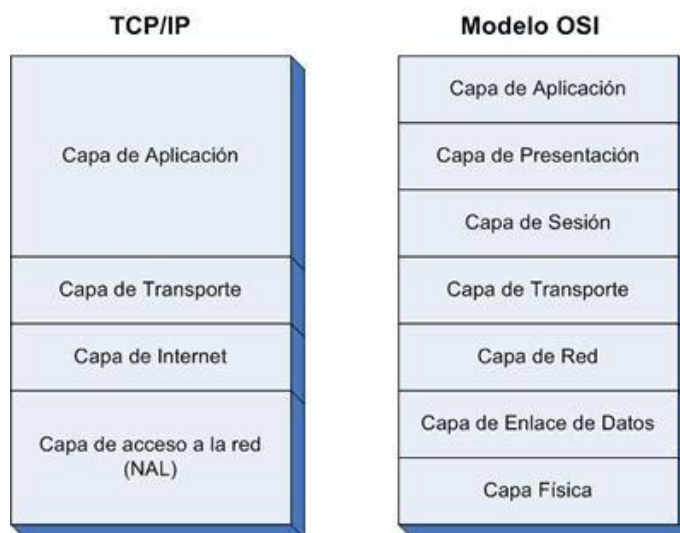 TCP/IP
Capa de Aplicación
Capa de Transporte
Capa de Internet
Capa de acceso a la red
(NAL)
Modelo OSI
Capa de Aplicación
Capa de Presentación
Capa de Sesión
Capa de Transporte
Capa de Red
Capa de Enlace de Datos
Capa Física